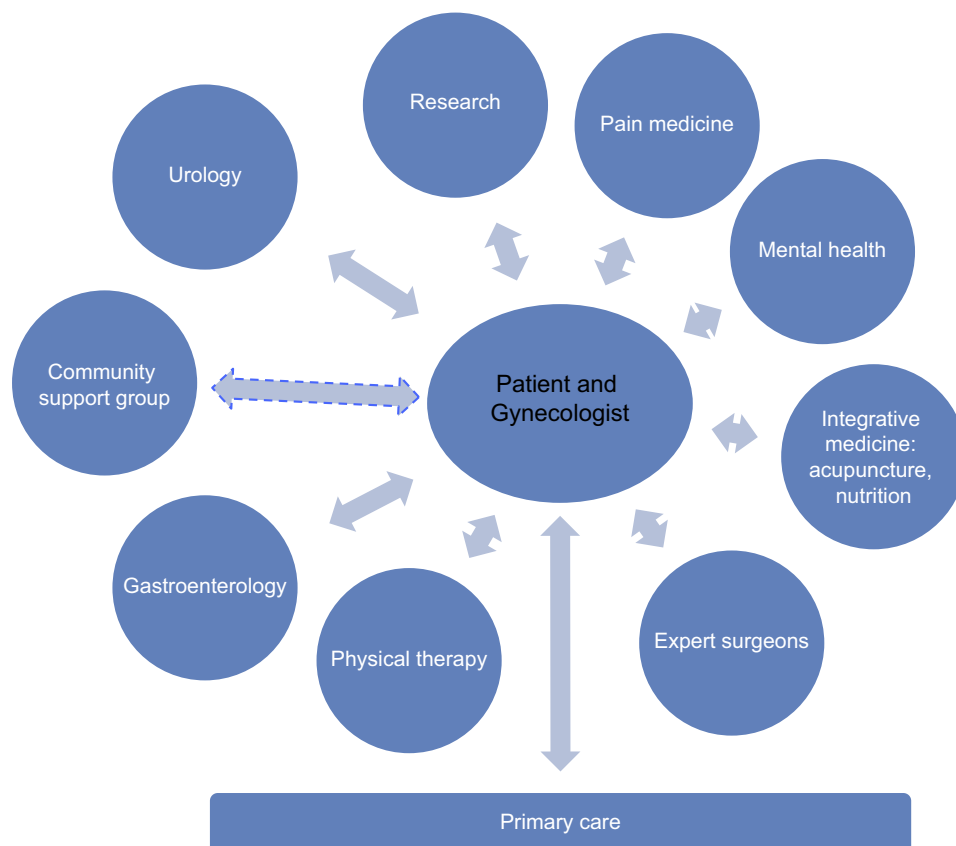 Research
Pain medicine
Urology
Mental health
Community
support group
Patient and
Gynecologist
Integrative
medicine:
acupuncture,
nutrition
Gastroenterology
Physical therapy
Expert surgeons
Primary care